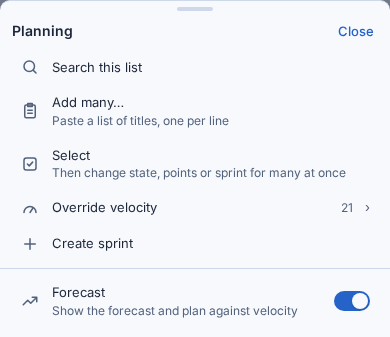 Planning
Close
Search this list
Add many...
Paste a list of titles, one per line
Select
Then change state, points or sprint for many at once
Override velocity
21
Create sprint
Forecast
Show the forecast and plan against velocity